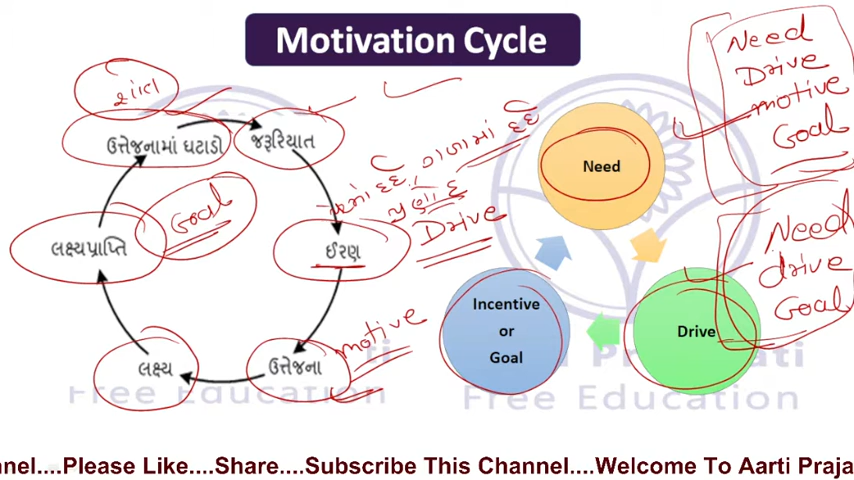 Motivation Cycle
શાંત
ઉત્તેજનામાં ઘટાડો
જરૂરિયાત
ઈરણ
Drive
ઉત્તેજના
motive
લક્ષ્ય
લક્ષ્યપ્રાપ્તિ
Goal
Need
Drive
Incentive
or
Goal
Need
Drive
motive
Goal
Need
drive
Goal
Free Education
Free Education
nnel....Please Like....Share....Subscribe This Channel....Welcome To Aarti Praja